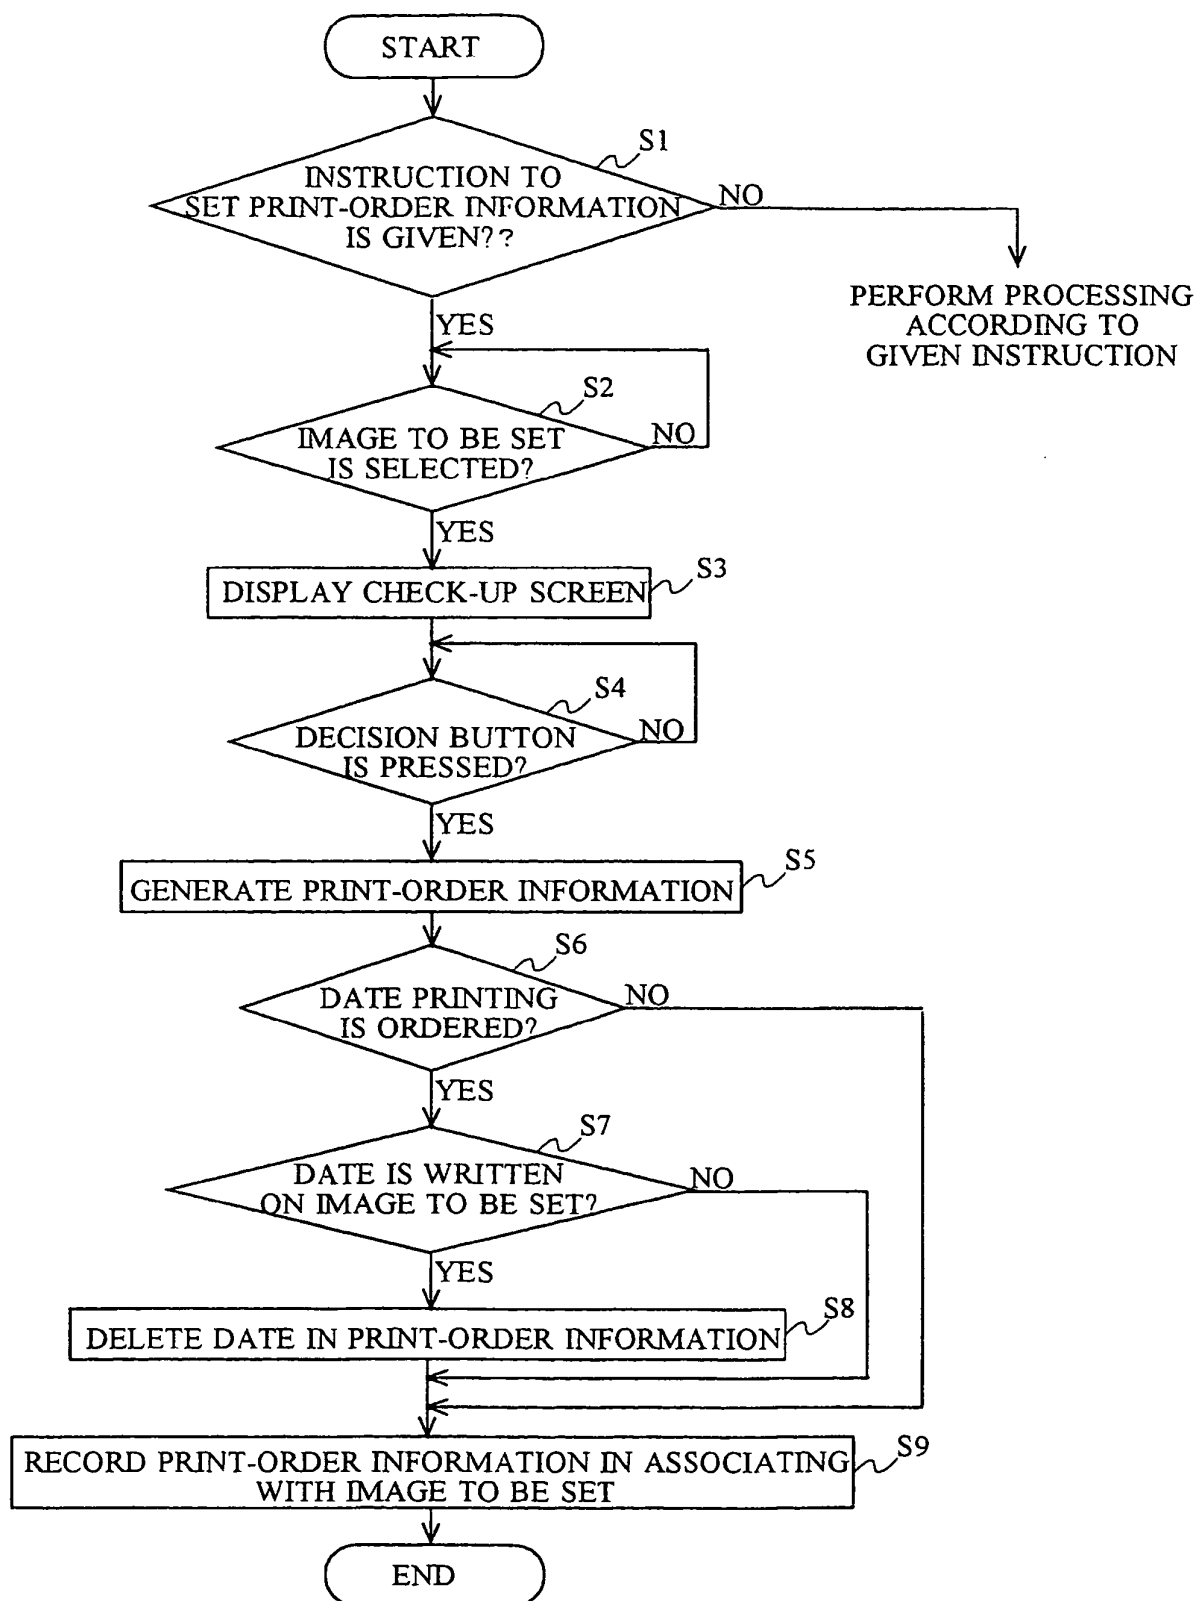 START
S1
INSTRUCTION TO
SET PRINT-ORDER INFORMATION
IS GIVEN??
NO
PERFORM PROCESSING
ACCORDING TO
GIVEN INSTRUCTION
YES
S2
IMAGE TO BE SET
IS SELECTED?
NO
YES
DISPLAY CHECK-UP SCREEN
S3
S4
DECISION BUTTON
IS PRESSED?
NO
YES
GENERATE PRINT-ORDER INFORMATION
S5
S6
DATE PRINTING
IS ORDERED?
NO
YES
S7
DATE IS WRITTEN
ON IMAGE TO BE SET?
NO
YES
DELETE DATE IN PRINT-ORDER INFORMATION
S8
RECORD PRINT-ORDER INFORMATION IN ASSOCIATING
WITH IMAGE TO BE SET
S9
END